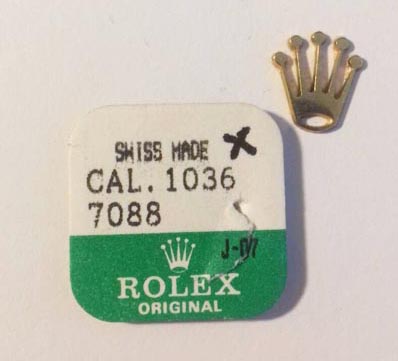 SWISS MADE X
CAL. 1036
7088
J-07
ROLEX
ORIGINAL